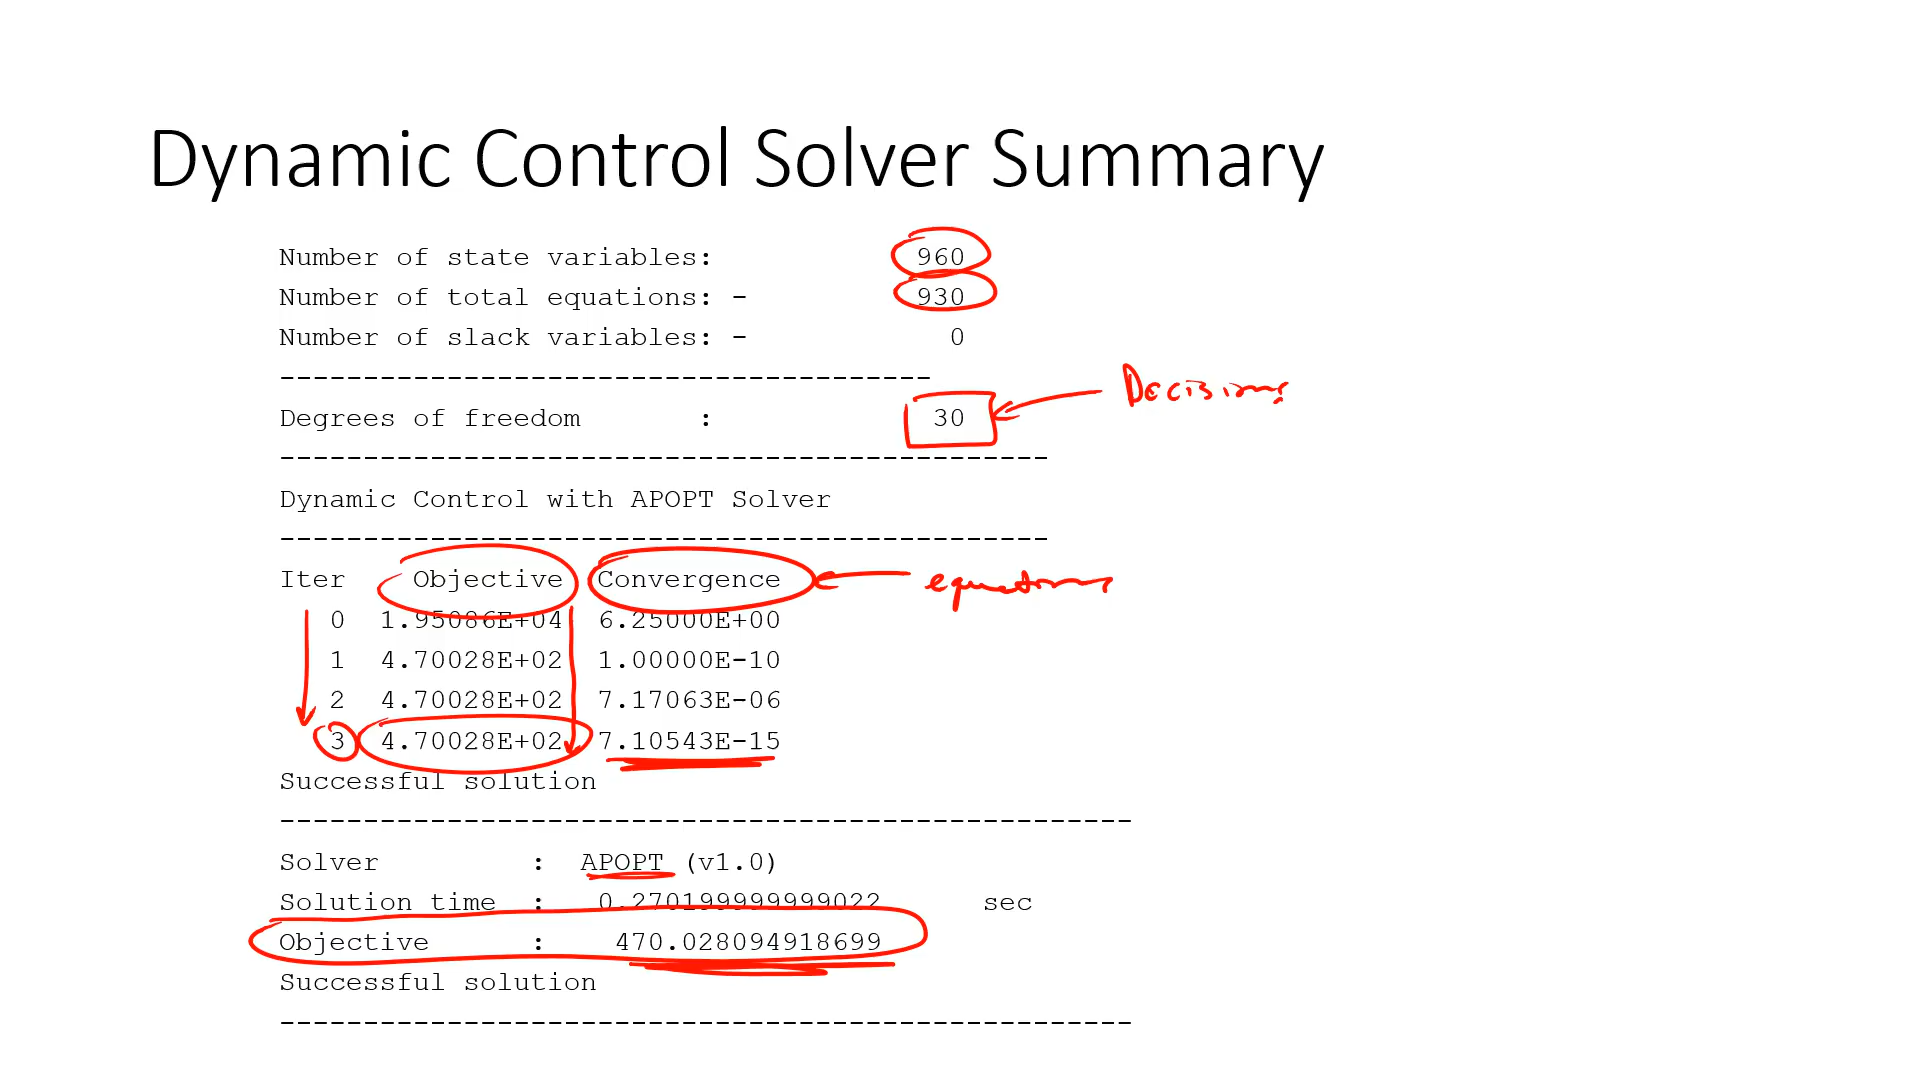 Dynamic Control Solver Summary
Number of state variables: 960
Number of total equations: - 930
Number of slack variables: - 0
---------------------------------------
Degrees of freedom : 30
Decisions
----------------------------------------------
Dynamic Control with APOPT Solver
----------------------------------------------
Iter Objective Convergence
equations
0 1.95086E+04 6.25000E+00
1 4.70028E+02 1.00000E-10
2 4.70028E+02 7.17063E-06
3 4.70028E+02 7.10543E-15
Successful solution
---------------------------------------------------
Solver : APOPT (v1.0)
Solution time : 0.270199999999022 sec
Objective : 470.028094918699
Successful solution
---------------------------------------------------